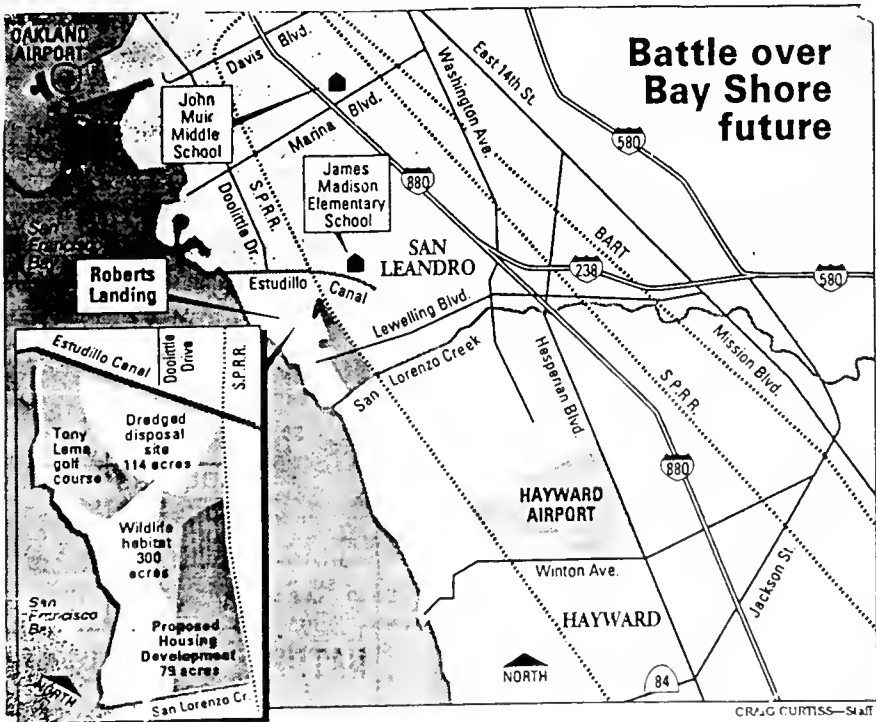 Battle over
Bay Shore
future
OAKLAND
AIRPORT
Davis Blvd.
John
Muir
Middle
School
Marina Blvd.
Washington Ave.
East 14th St.
580
880
James
Madison
Elementary
School
Doolittle Dr.
S.P.R.R.
San
Francisco
Bay
SAN
LEANDRO
BART
238
580
Roberts
Landing
Estudillo Canal
Lewelling Blvd.
San Lorenzo Creek
Hesperian Blvd.
S.P.R.R.
Mission Blvd.
880
HAYWARD
AIRPORT
Winton Ave.
HAYWARD
Jackson St.
NORTH
84
Estudillo Canal
Doolittle
Drive
S.P.R.R.
Tony
Lema
golf
course
Dredged
disposal
site
114 acres
Wildlife
habitat
300
acres
San
Francisco
Bay
Proposed
Housing
Development
79 acres
NORTH
San Lorenzo Cr.
CRAIG CURTISS—Staff